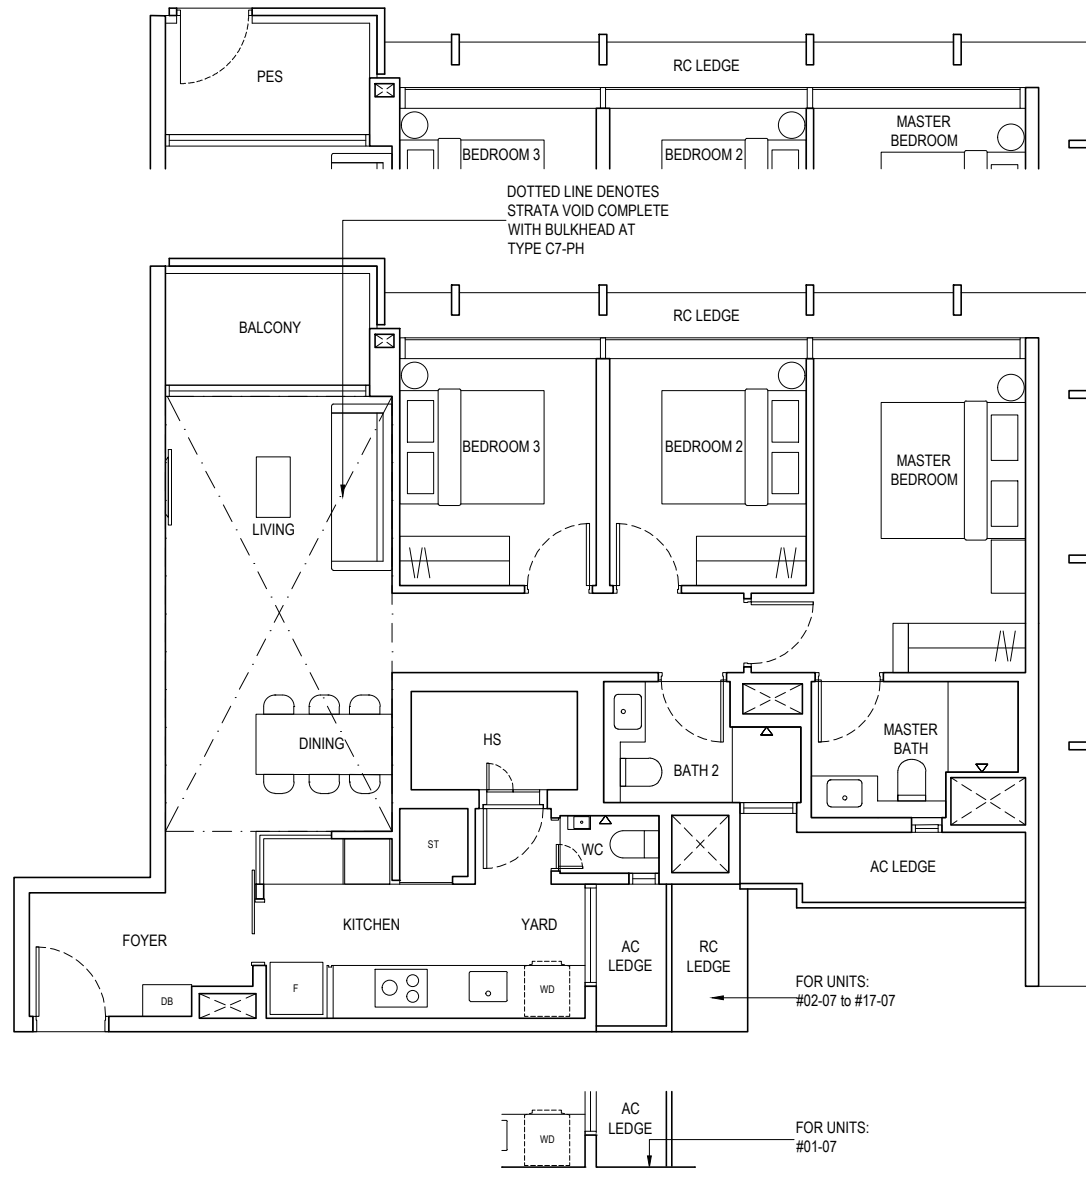 PES
RC LEDGE
MASTER
BEDROOM
BEDROOM 3
BEDROOM 2
DOTTED LINE DENOTES
STRATA VOID COMPLETE
WITH BULKHEAD AT
TYPE C7-PH
BALCONY
RC LEDGE
BEDROOM 3
BEDROOM 2
MASTER
BEDROOM
LIVING
DINING
HS
BATH 2
MASTER
BATH
ST
WC
AC LEDGE
FOYER
KITCHEN
YARD
AC
LEDGE
RC
LEDGE
DB
F
WD
FOR UNITS:
#02-07 to #17-07
AC
LEDGE
WD
FOR UNITS:
#01-07